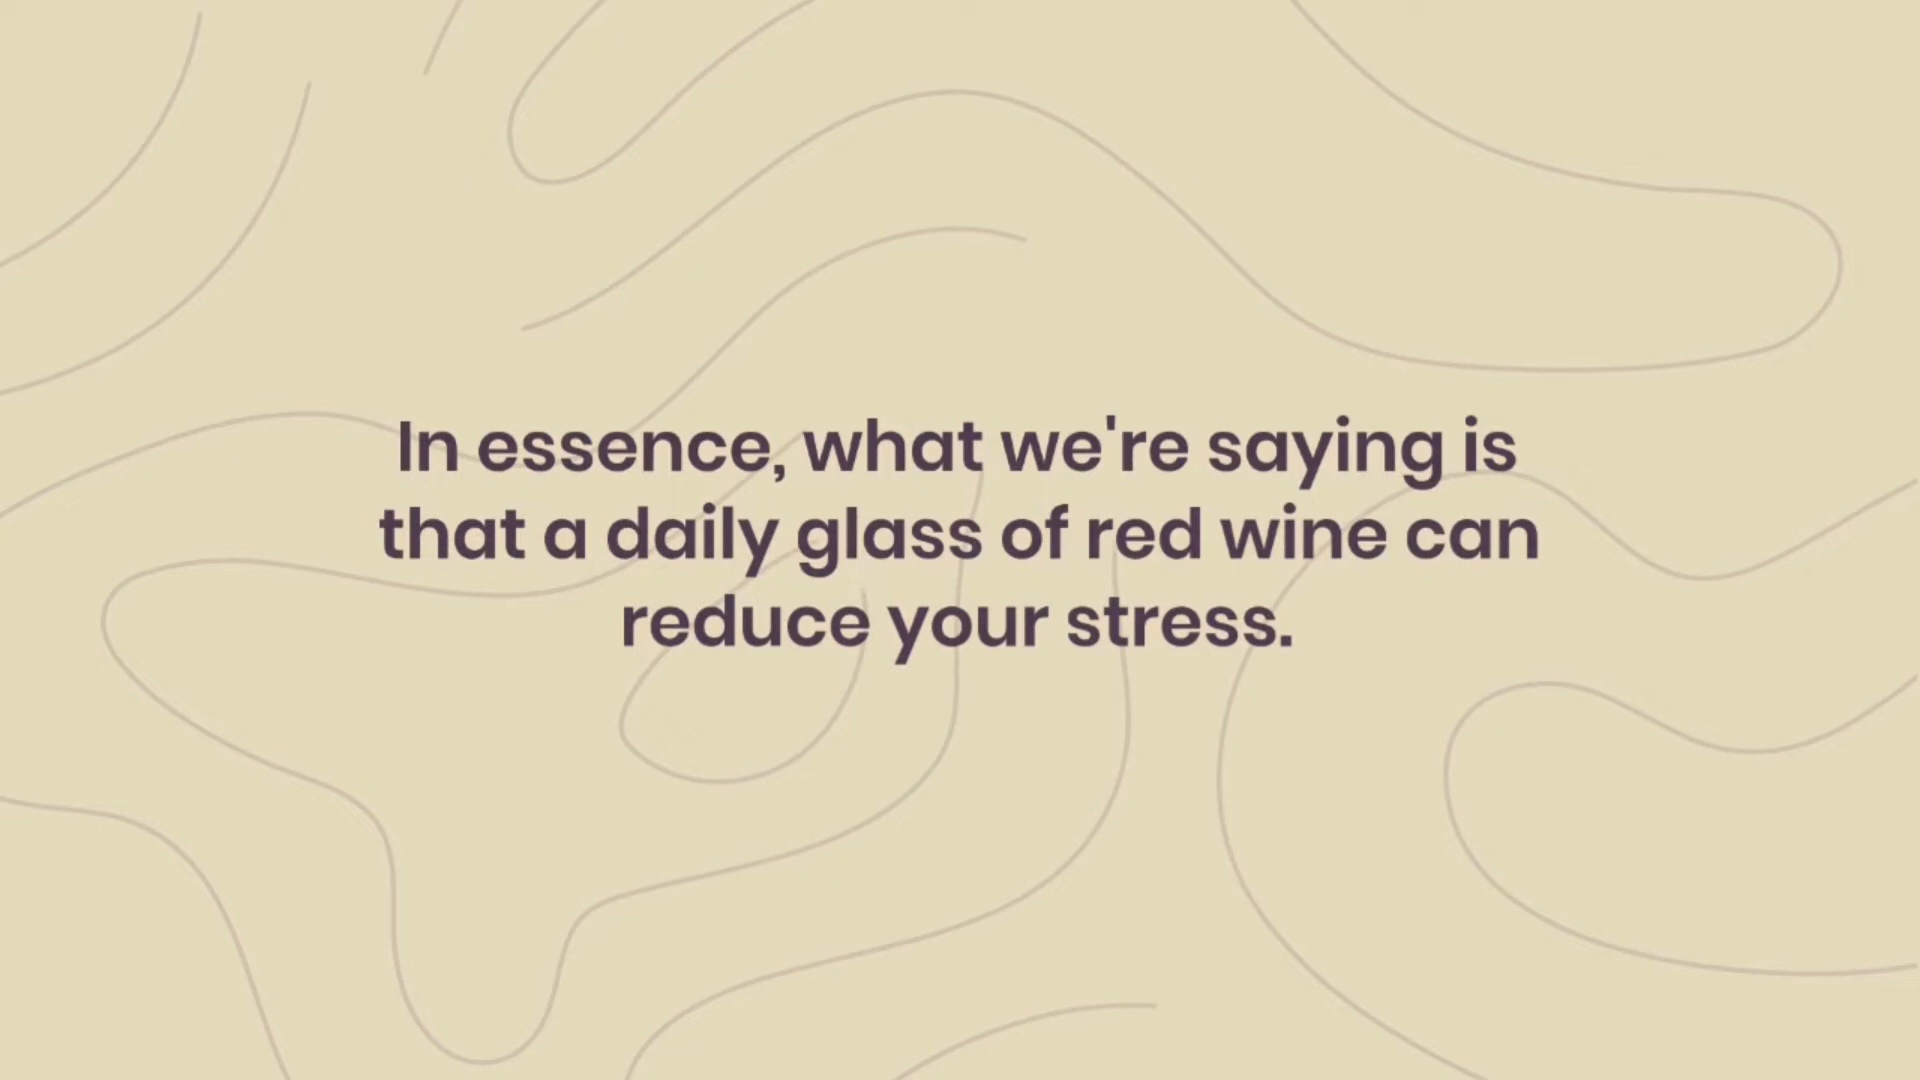 In essence, what we're saying is
that a daily glass of red wine can
reduce your stress.